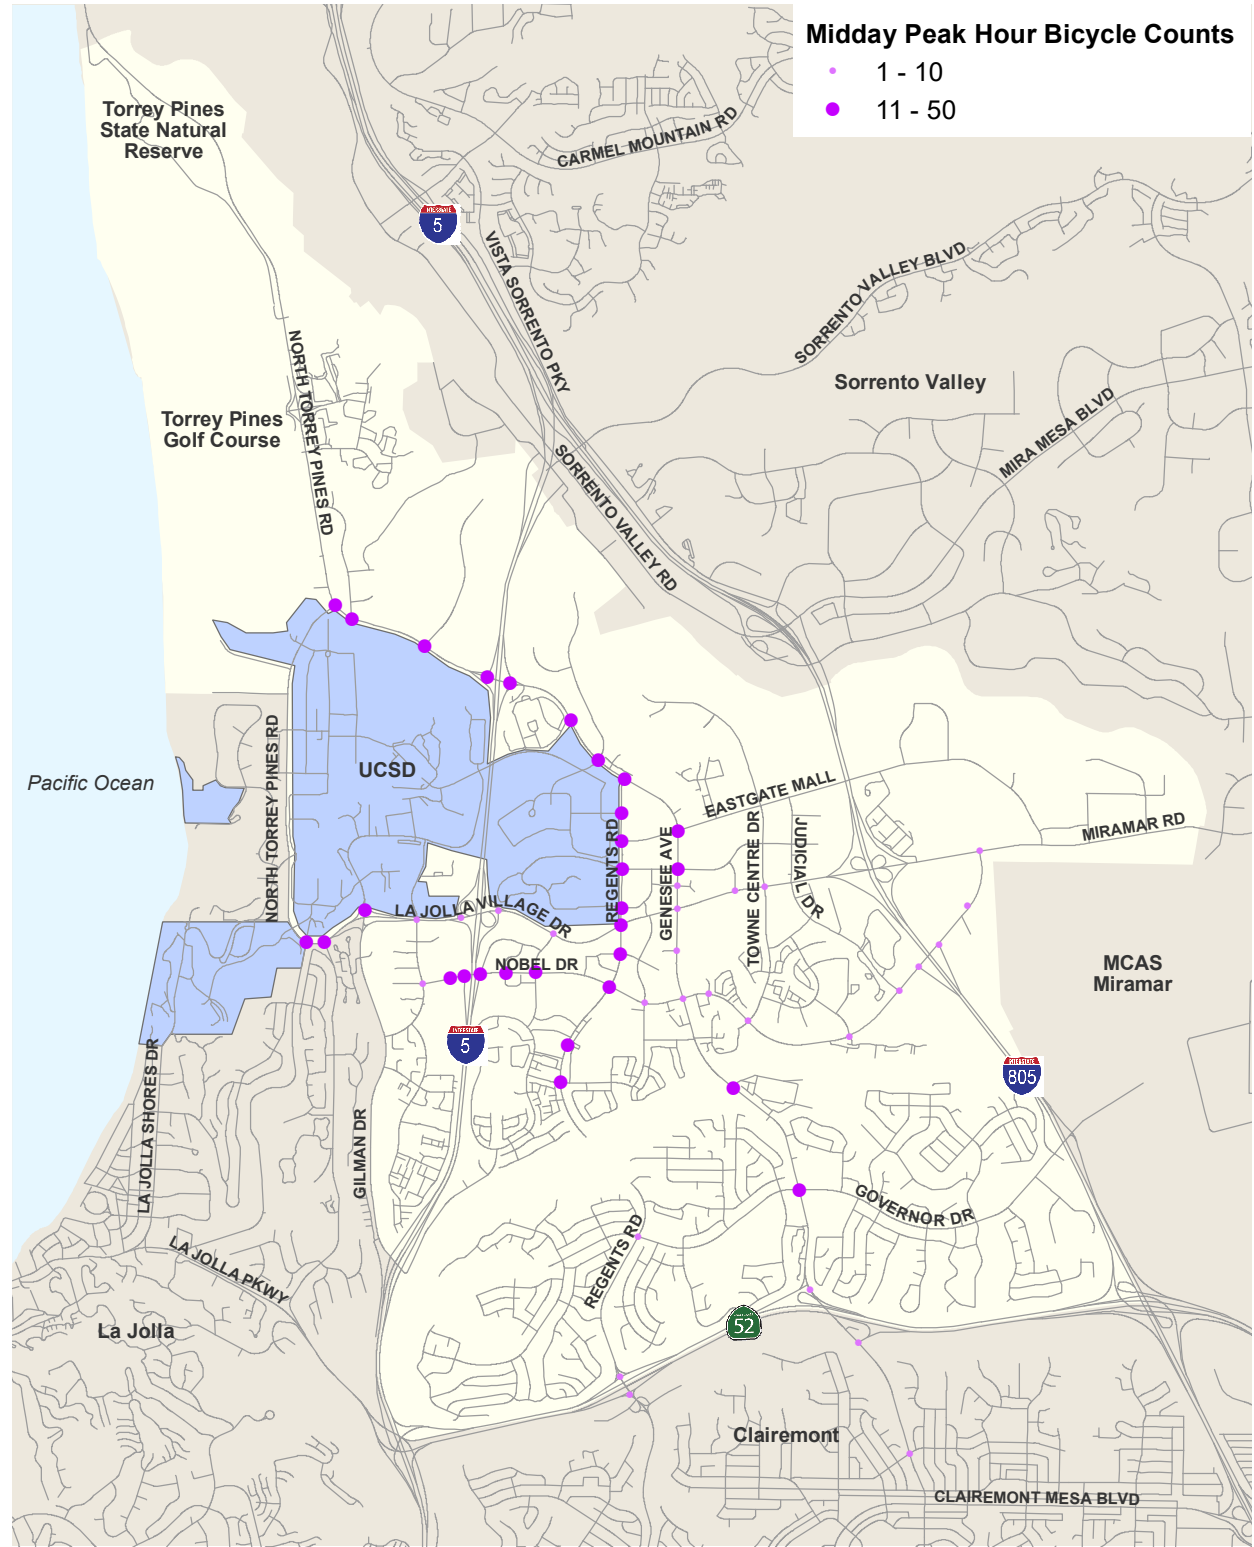 Midday Peak Hour Bicycle Counts
1 - 10
11 - 50
Torrey Pines
State Natural
Reserve
CARMEL MOUNTAIN RD
INTERSTATE
5
VISTA SORRENTO PKY
SORRENTO VALLEY BLVD
NORTH TORREY PINES RD
Sorrento Valley
Torrey Pines
Golf Course
MIRA MESA BLVD
SORRENTO VALLEY RD
UCSD
Pacific Ocean
NORTH TORREY PINES RD
EASTGATE MALL
MIRAMAR RD
REGENTS RD
GENESEE AVE
TOWNE CENTRE DR
JUDICIAL DR
LA JOLLA VILLAGE DR
NOBEL DR
MCAS
Miramar
INTERSTATE
5
INTERSTATE
805
LA JOLLA SHORES DR
GILMAN DR
GOVERNOR DR
REGENTS RD
LA JOLLA PKWY
La Jolla
52
Clairemont
CLAIREMONT MESA BLVD